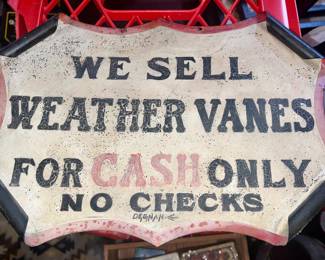 WE SELL
WEATHER VANES
FOR CASH ONLY
NO CHECKS